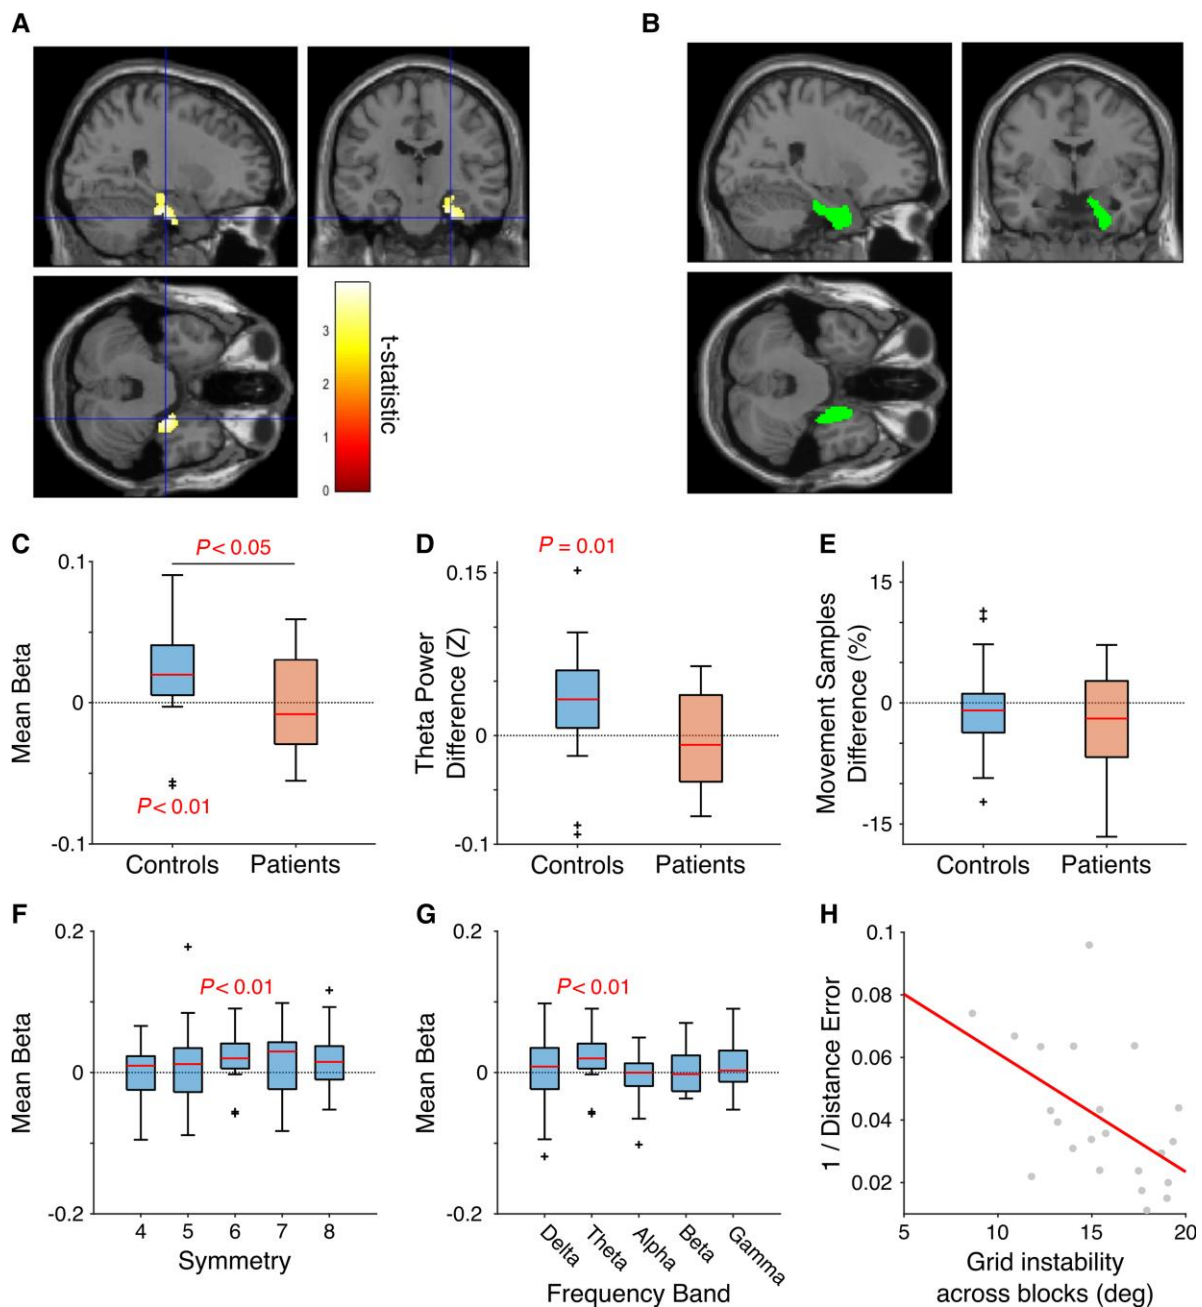 A
B
3
2
1
0
t-statistic
C
P< 0.05
0.1
0
-0.1
Mean Beta
P< 0.01
Controls Patients
D
P = 0.01
0.15
0
-0.1
Theta Power
Difference (Z)
Controls Patients
E
15
0
-15
Movement Samples
Difference (%)
Controls Patients
F
0.2
0
-0.2
Mean Beta
P< 0.01
4 5 6 7 8
Symmetry
G
0.2
0
-0.2
Mean Beta
P< 0.01
Delta Theta Alpha Beta Gamma
Frequency Band
H
0.1
0.08
0.06
0.04
0.02
1 / Distance Error
5 10 15 20
Grid instability
across blocks (deg)